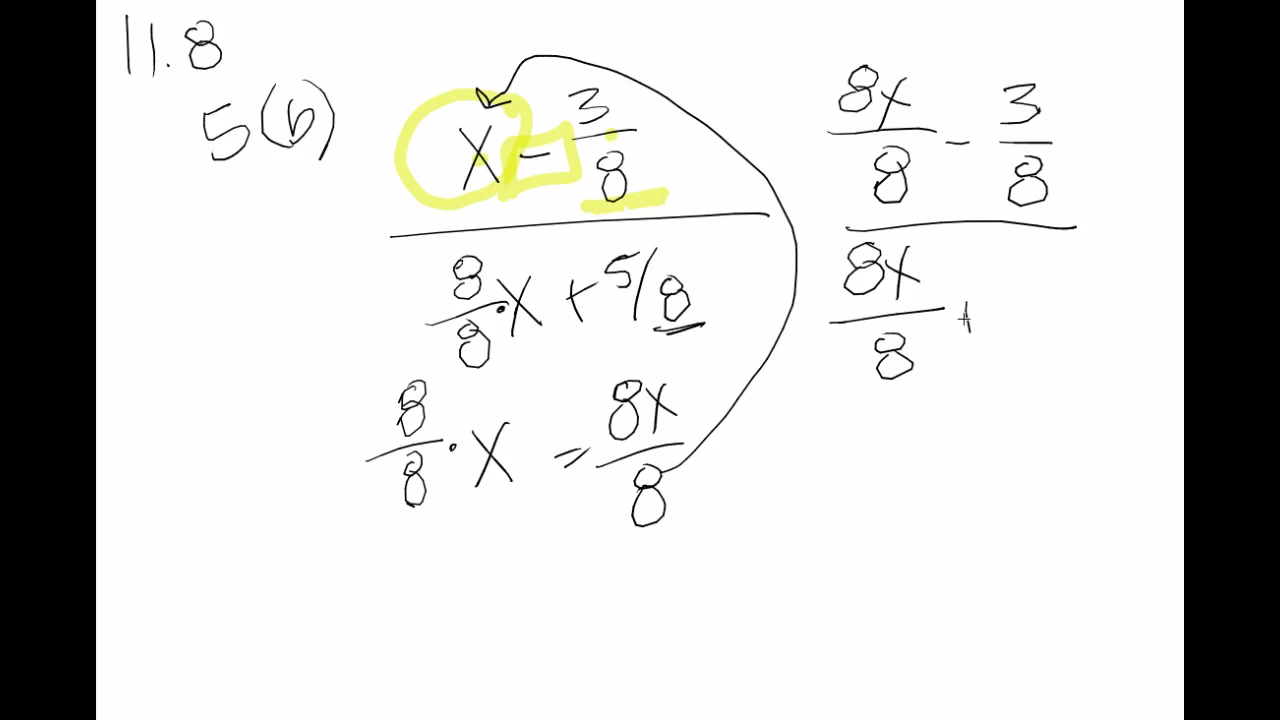 11.8
5(b)
x - 3/8
8/8 · x + 5/8
8/8 · x = 8x/8
8x/8 - 3/8
8x/8 +